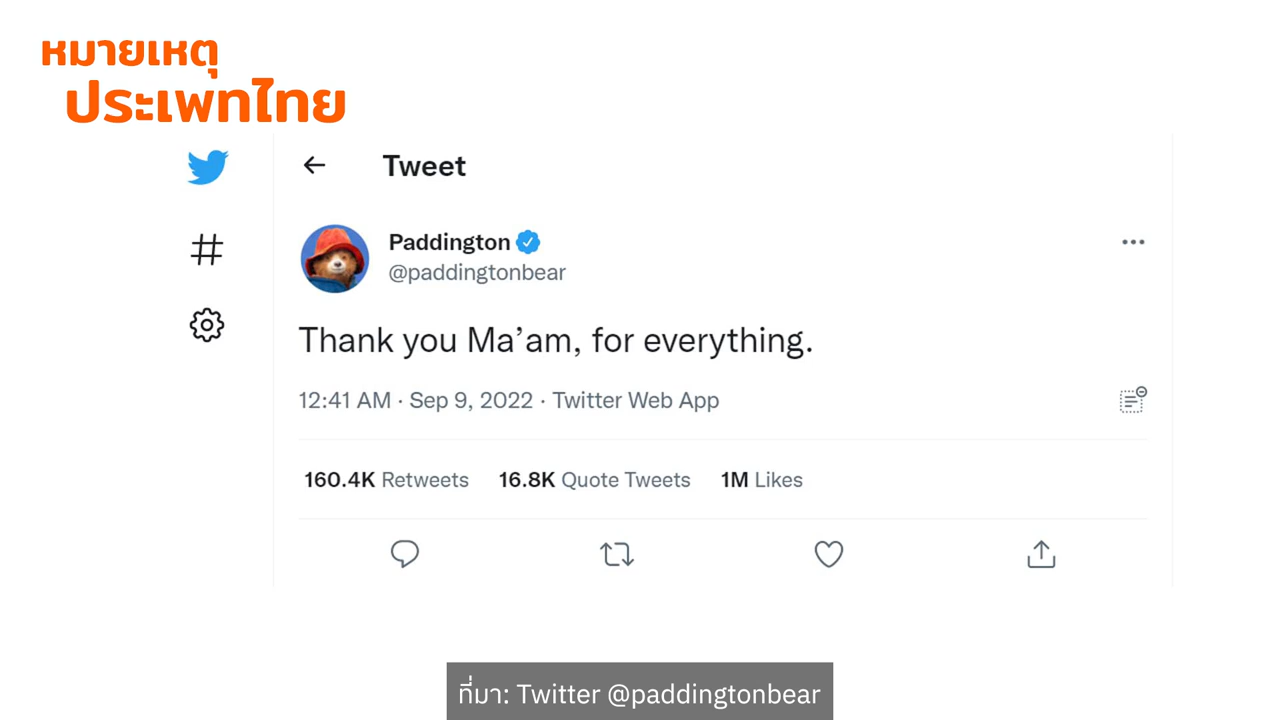 หมายเหตุ
ประเพทไทย
Tweet
Paddington
@paddingtonbear
Thank you Ma’am, for everything.
12:41 AM · Sep 9, 2022 · Twitter Web App
160.4K Retweets 16.8K Quote Tweets 1M Likes
ที่มา: Twitter @paddingtonbear